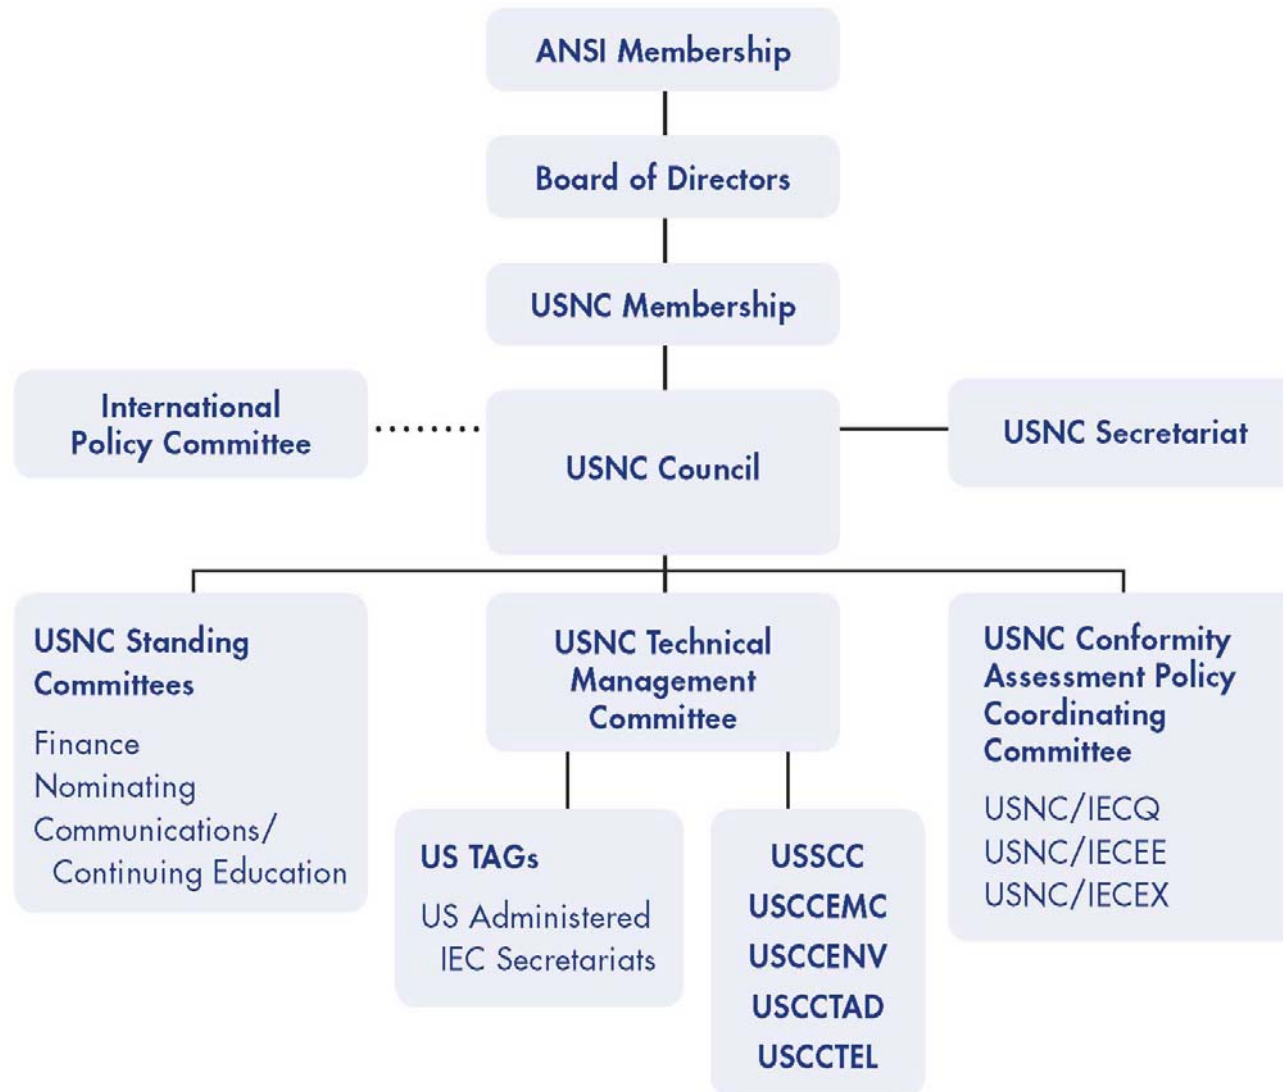 ANSI Membership
Board of Directors
USNC Membership
International
Policy Committee
USNC Council
USNC Secretariat
USNC Standing
Committees
Finance
Nominating
Communications/
Continuing Education
USNC Technical
Management
Committee
US TAGs
US Administered
IEC Secretariats
USSCC
USCCEMC
USCCENV
USCCTAD
USCCTEL
USNC Conformity
Assessment Policy
Coordinating
Committee
USNC/IECQ
USNC/IECEE
USNC/IECEX